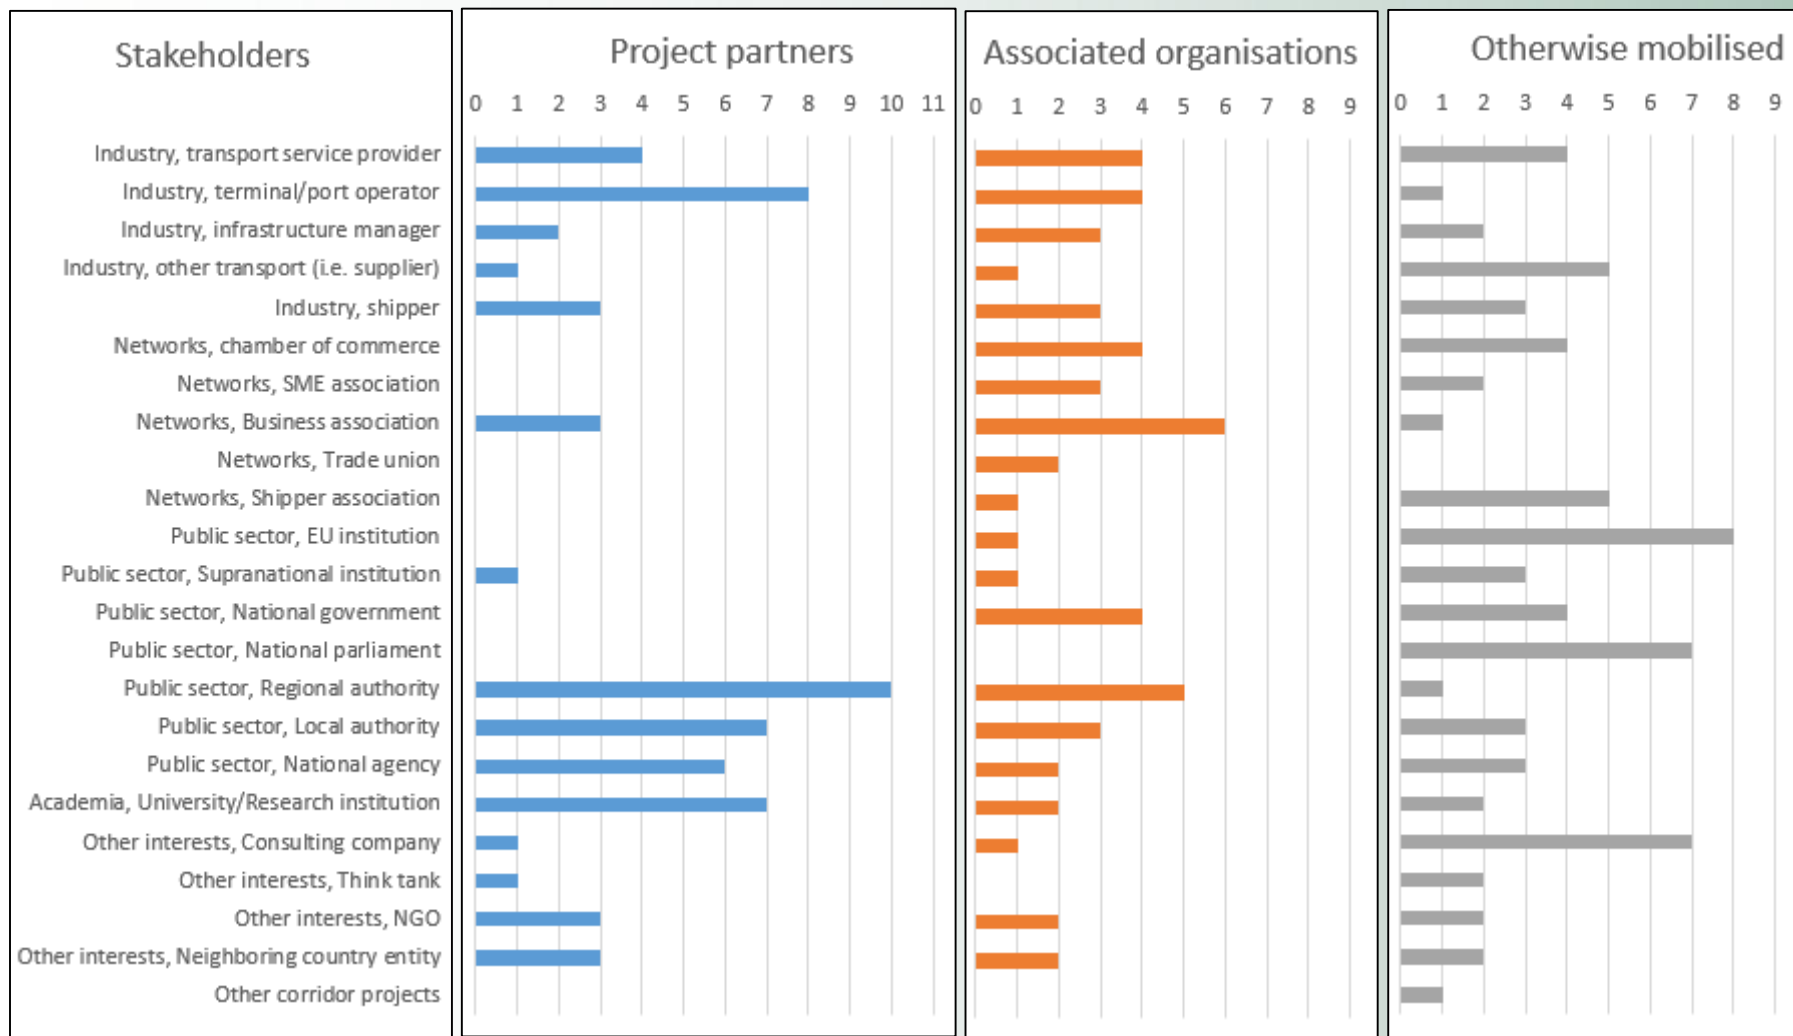 Stakeholders
Industry, transport service provider
Industry, terminal/port operator
Industry, infrastructure manager
Industry, other transport (i.e. supplier)
Industry, shipper
Networks, chamber of commerce
Networks, SME association
Networks, Business association
Networks, Trade union
Networks, Shipper association
Public sector, EU institution
Public sector, Supranational institution
Public sector, National government
Public sector, National parliament
Public sector, Regional authority
Public sector, Local authority
Public sector, National agency
Academia, University/Research institution
Other interests, Consulting company
Other interests, Think tank
Other interests, NGO
Other interests, Neighboring country entity
Other corridor projects
Project partners
0 1 2 3 4 5 6 7 8 9 10 11
Associated organisations
0 1 2 3 4 5 6 7 8 9
Otherwise mobilised
0 1 2 3 4 5 6 7 8 9